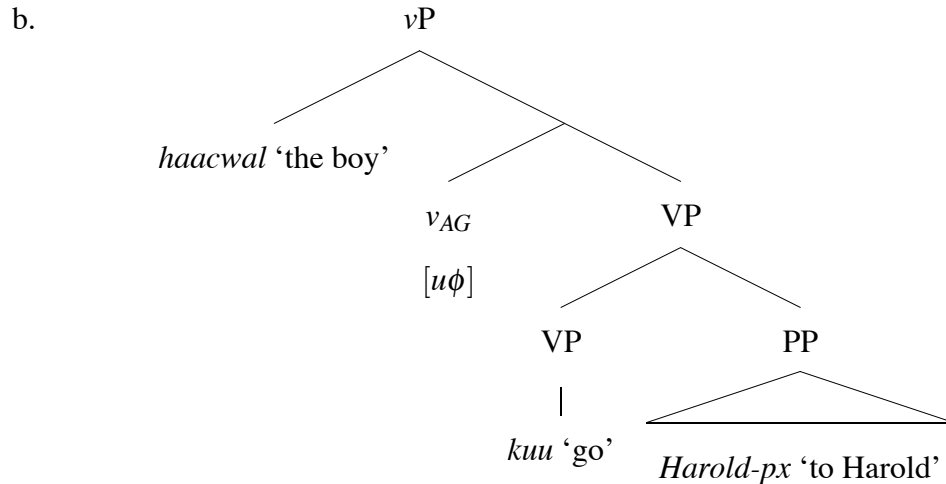 b.
vP
haacwal ‘the boy’
v_AG
VP
[uϕ]
VP
PP
kuu ‘go’
Harold-px ‘to Harold’